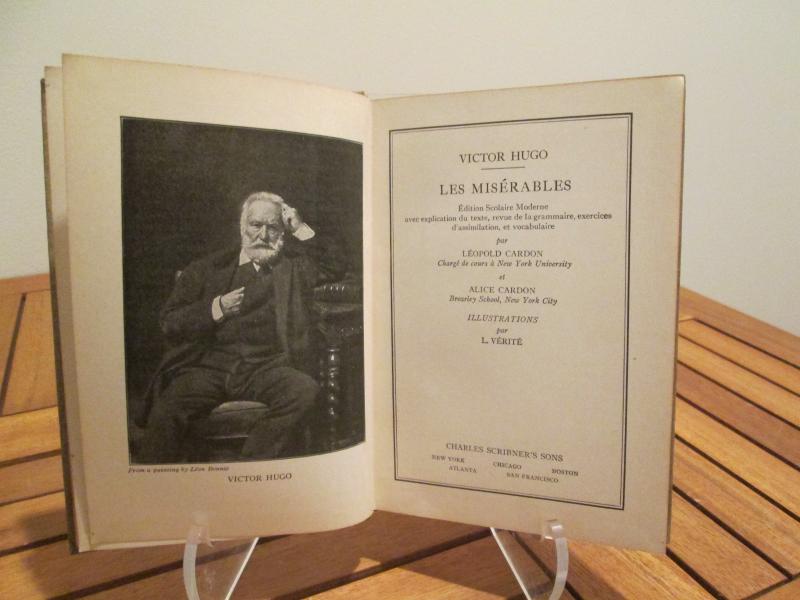 From a painting by Léon Bonnat
VICTOR HUGO
VICTOR HUGO
LES MISÉRABLES
Édition Scolaire Moderne
avec explication du texte, revue de la grammaire, exercices
d'assimilation, et vocabulaire
par
LÉOPOLD CARDON
Chargé de cours à New York University
et
ALICE CARDON
Brearley School, New York City
ILLUSTRATIONS
par
L. VÉRITÉ
CHARLES SCRIBNER'S SONS
NEW YORK CHICAGO BOSTON
ATLANTA SAN FRANCISCO